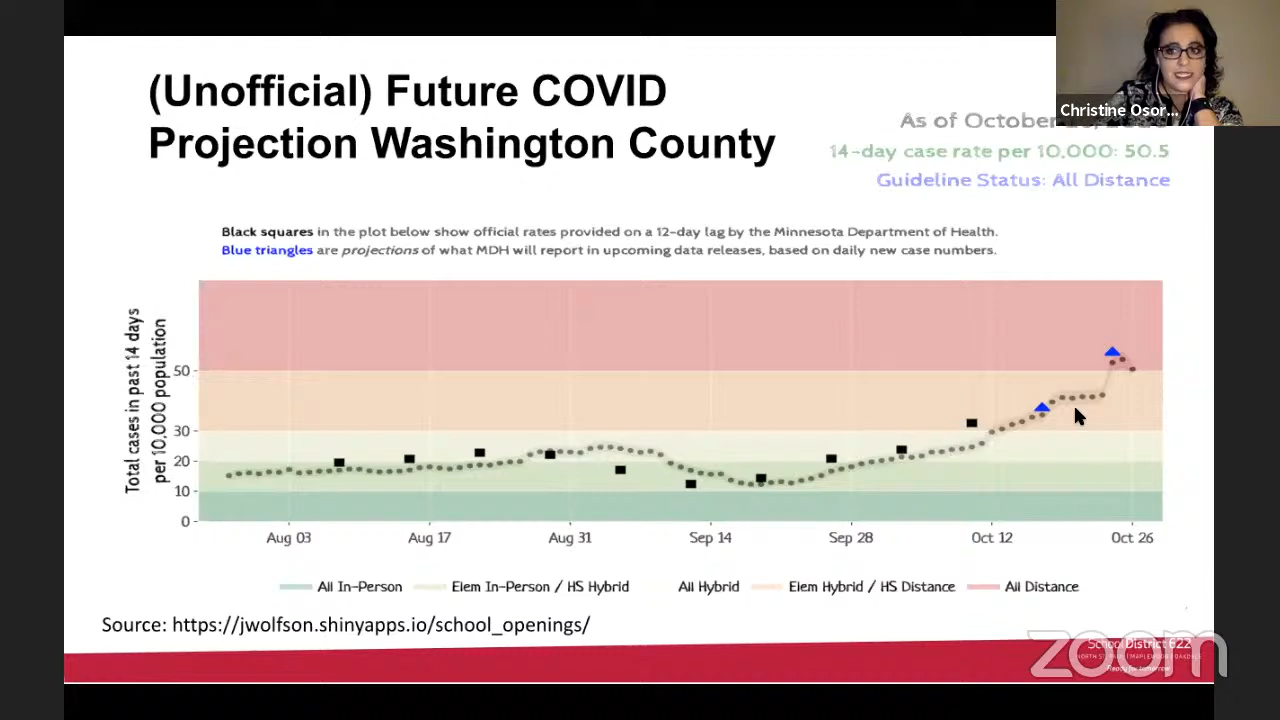 (Unofficial) Future COVID
Projection Washington County
Christine Osor...
As of October
14-day case rate per 10,000: 50.5
Guideline Status: All Distance
Black squares in the plot below show official rates provided on a 12-day lag by the Minnesota Department of Health.
Blue triangles are projections of what MDH will report in upcoming data releases, based on daily new case numbers.
Total cases in past 14 days
per 10,000 population
50
30
20
10
0
Aug 03
Aug 17
Aug 31
Sep 14
Sep 28
Oct 12
Oct 26
All In-Person
Elem In-Person / HS Hybrid
All Hybrid
Elem Hybrid / HS Distance
All Distance
Source: https://jwolfson.shinyapps.io/school_openings/
School District 622
zoom
Ready for tomorrow